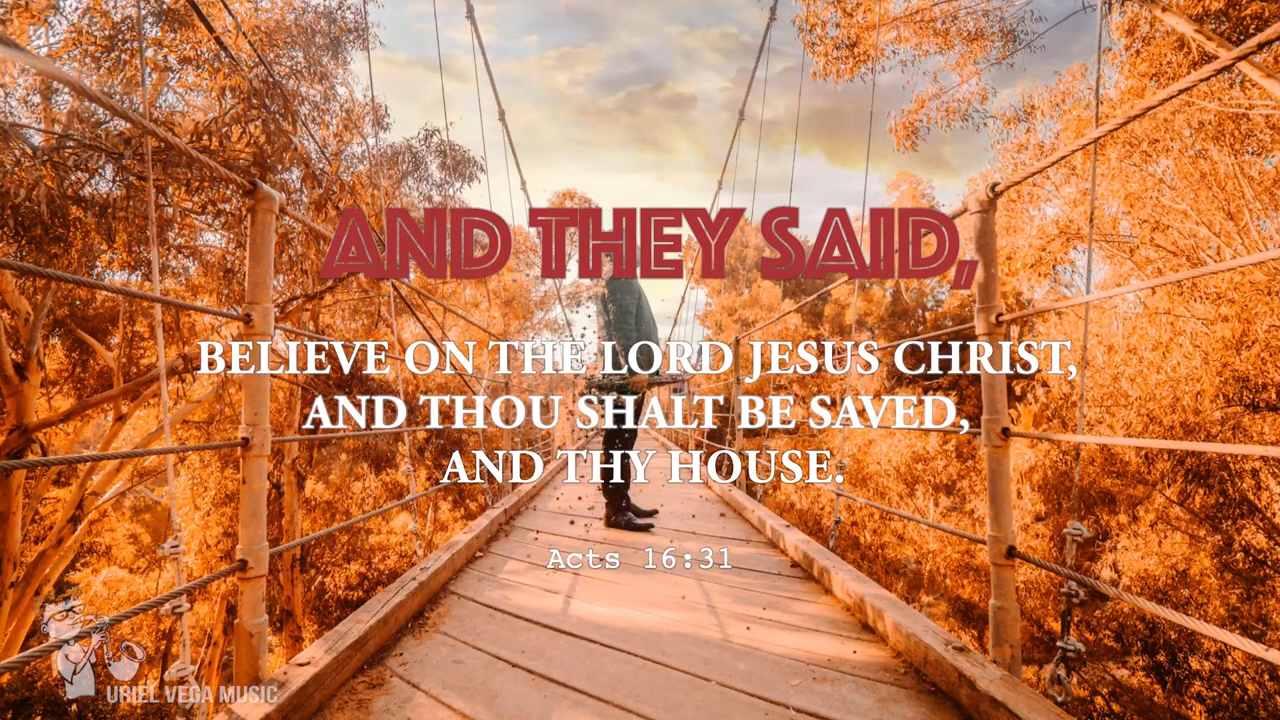 AND THEY SAID,
BELIEVE ON THE LORD JESUS CHRIST,
AND THOU SHALT BE SAVED,
AND THY HOUSE.
Acts 16:31
URIEL VEGA MUSIC